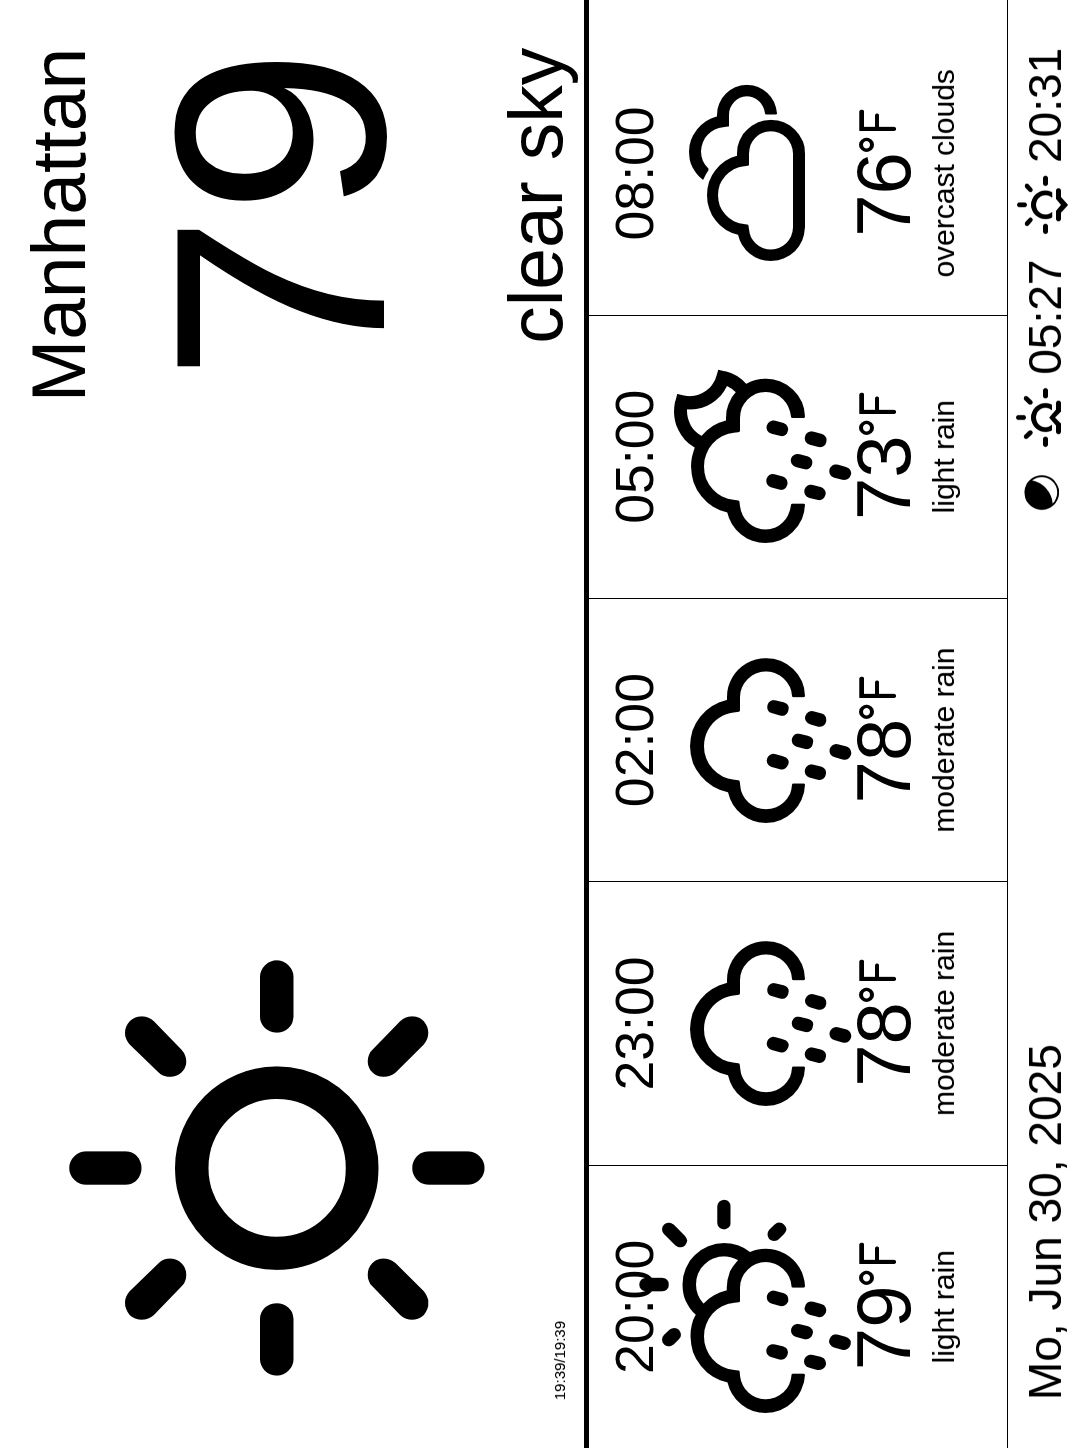 Manhattan
79
clear sky
19:39/19:39
20:00
79°F
light rain
23:00
78°F
moderate rain
02:00
78°F
moderate rain
05:00
73°F
light rain
08:00
76°F
overcast clouds
Mo, Jun 30, 2025
05:27
20:31